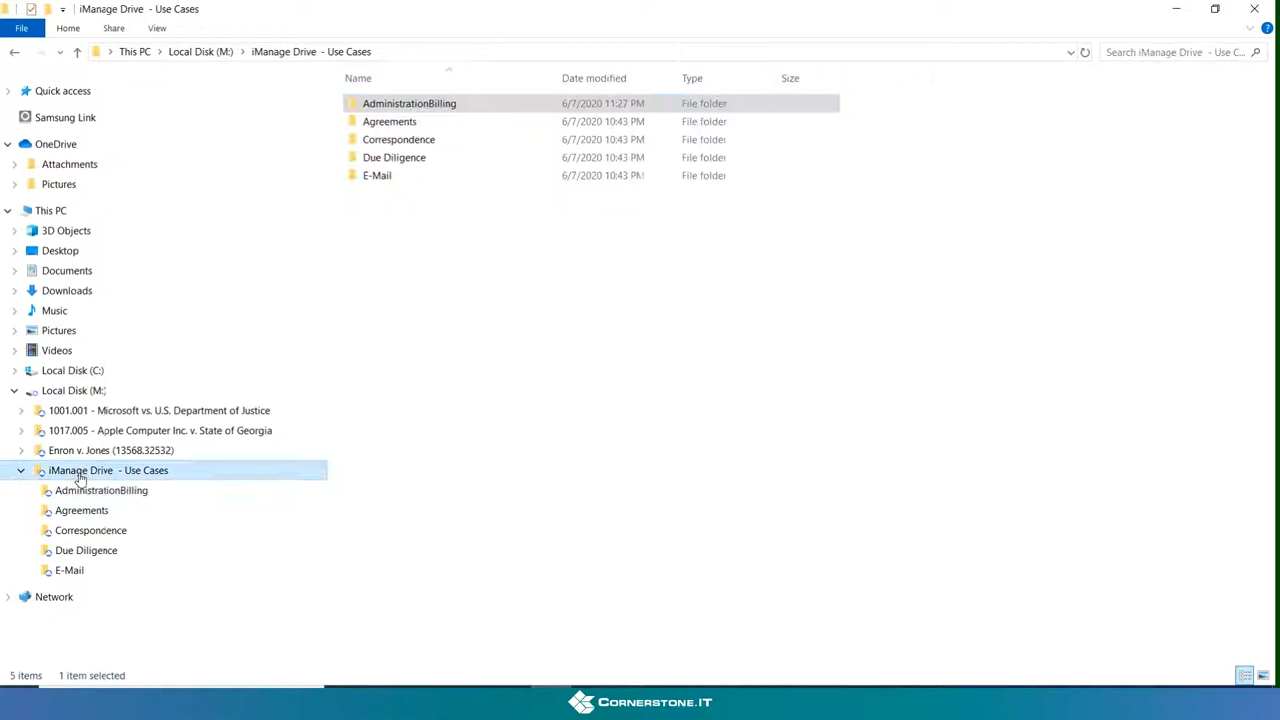 iManage Drive - Use Cases
File
Home
Share
View
This PC
Local Disk (M:)
iManage Drive - Use Cases
Search iManage Drive - Use C...
Name
Date modified
Type
Size
AdministrationBilling 6/7/2020 11:27 PM File folder
Agreements 6/7/2020 10:43 PM File folder
Correspondence 6/7/2020 10:43 PM File folder
Due Diligence 6/7/2020 10:43 PM File folder
E-Mail 6/7/2020 10:43 PM File folder
Quick access
Samsung Link
OneDrive
Attachments
Pictures
This PC
3D Objects
Desktop
Documents
Downloads
Music
Pictures
Videos
Local Disk (C:)
Local Disk (M:)
1001.001 - Microsoft vs. U.S. Department of Justice
1017.005 - Apple Computer Inc. v. State of Georgia
Enron v. Jones (13568.32532)
iManage Drive - Use Cases
AdministrationBilling
Agreements
Correspondence
Due Diligence
E-Mail
Network
5 items
1 item selected
CORNERSTONE.IT